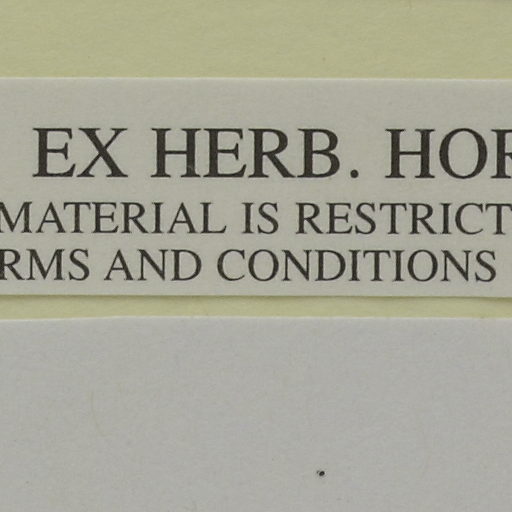 EX HERB. HOR
MATERIAL IS RESTRICT
RMS AND CONDITIONS